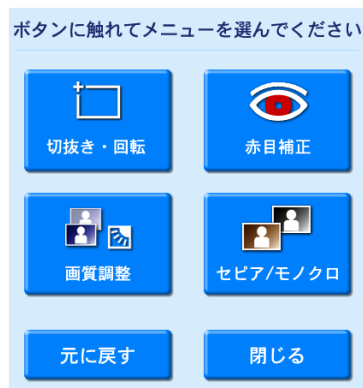 ボタンに触れてメニューを選んでください
切抜き・回転
赤目補正
画質調整
セピア/モノクロ
元に戻す
閉じる